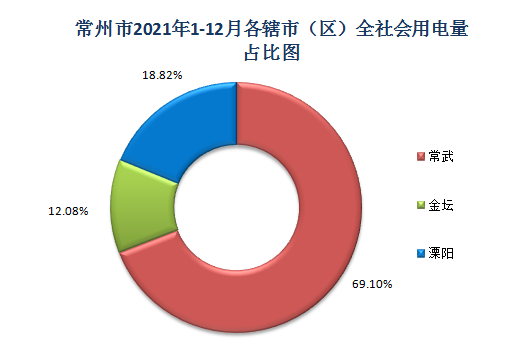 常州市2021年1-12月各辖市（区）全社会用电量
占比图
18.82%
12.08%
69.10%
常武
金坛
溧阳